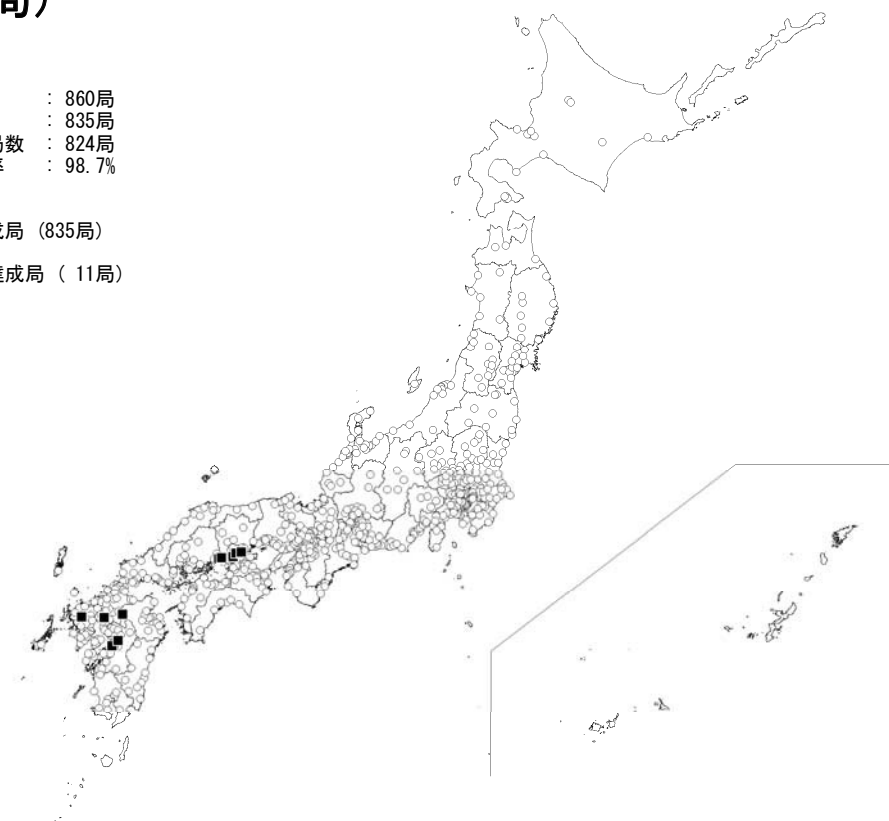 局）
： 860局
： 835局
局数 ： 824局
率 ： 98.7%
成局 (835局)
達成局 ( 11局)